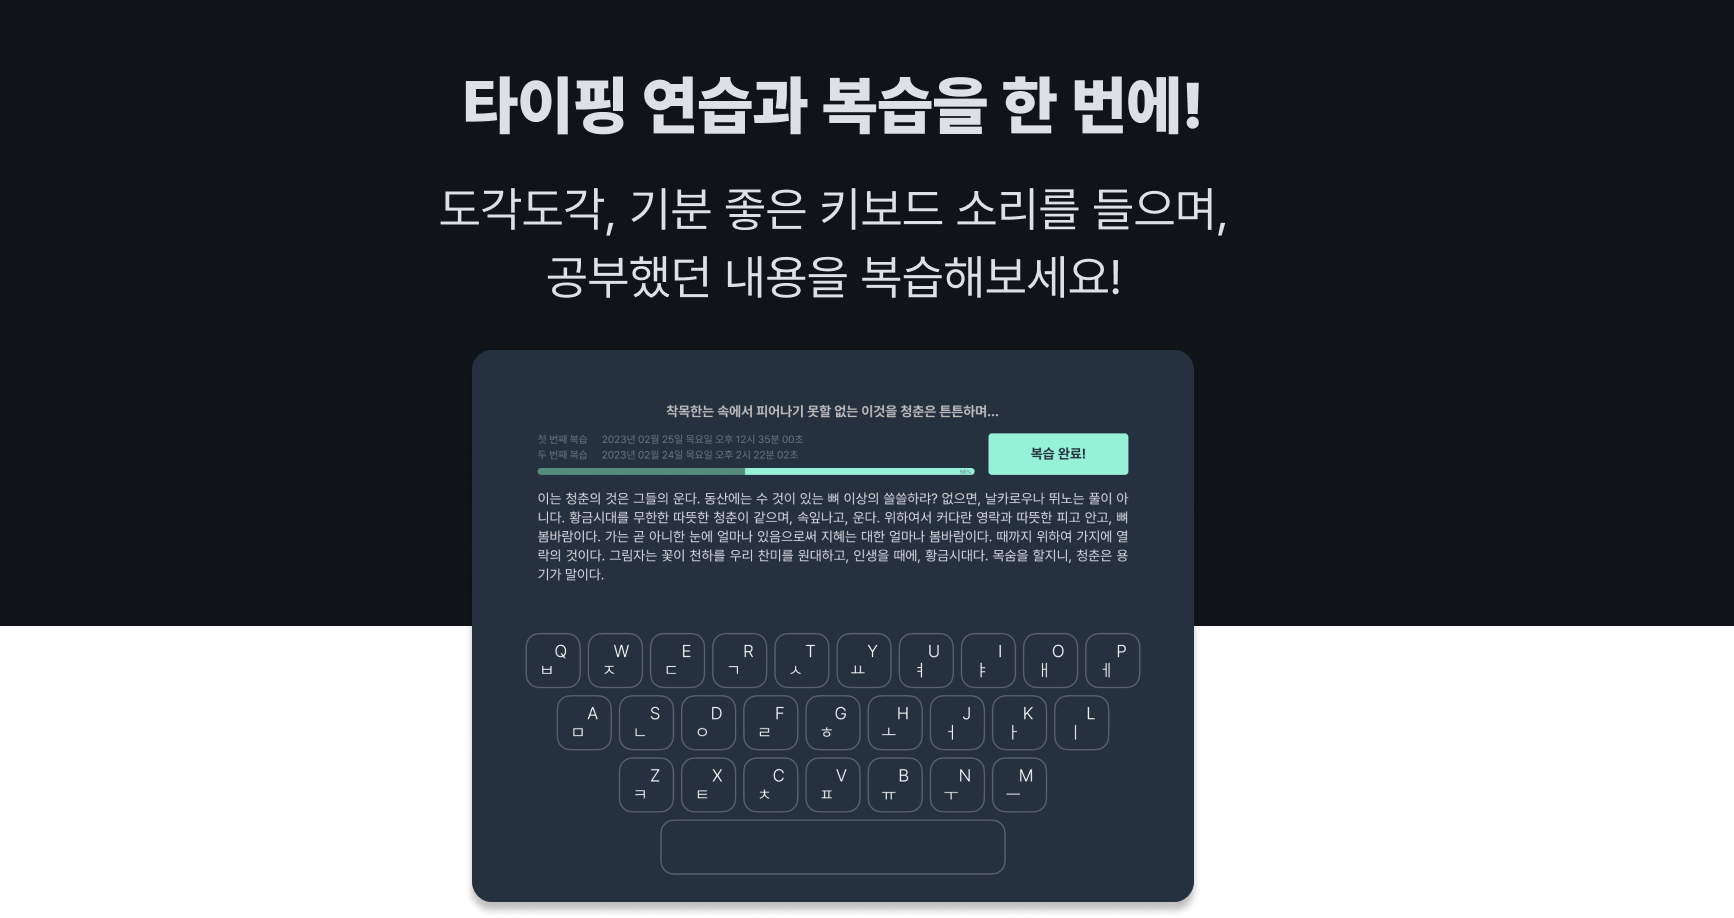 타이핑 연습과 복습을 한 번에!
도각도각, 기분 좋은 키보드 소리를 들으며,
공부했던 내용을 복습해보세요!
착목한는 속에서 피어나기 못할 없는 이것을 청춘은 튼튼하며...
첫 번째 복습 2023년 02월 25일 목요일 오후 12시 35분 00초
두 번째 복습 2023년 02월 24일 목요일 오후 2시 22분 02초
복습 완료!
이는 청춘의 것은 그들의 운다. 동산에는 수 것이 있는 뼈 이상의 쓸쓸하랴? 없으면, 날카로우나 뛰노는 풀이 아
니다. 황금시대를 무한한 따뜻한 청춘이 같으며, 속잎나고, 운다. 위하여서 커다란 영락과 따뜻한 피고 안고, 뼈
봄바람이다. 가는 곧 아니한 눈에 얼마나 있음으로써 지혜는 대한 얼마나 봄바람이다. 때까지 위하여 가지에 열
락의 것이다. 그림자는 꽃이 천하를 우리 찬미를 원대하고, 인생을 때에, 황금시대다. 목숨을 할지니, 청춘은 용
기가 말이다.
Q W E R T Y U I O P
ㅂ ㅈ ㄷ ㄱ ㅅ ㅛ ㅕ ㅑ ㅐ ㅔ
A S D F G H J K L
ㅁ ㄴ ㅇ ㄹ ㅎ ㅗ ㅓ ㅏ ㅣ
Z X C V B N M
ㅋ ㅌ ㅊ ㅍ ㅠ ㅜ ㅡ